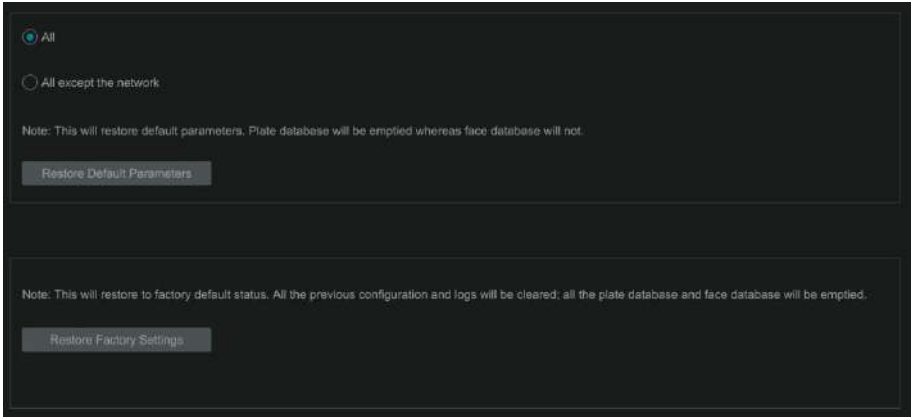 All
All except the network
Note: This will restore default parameters. Plate database will be emptied whereas face database will not.
Restore Default Parameters
Note: This will restore to factory default status. All the previous configuration and logs will be cleared; all the plate database and face database will be emptied.
Restore Factory Settings